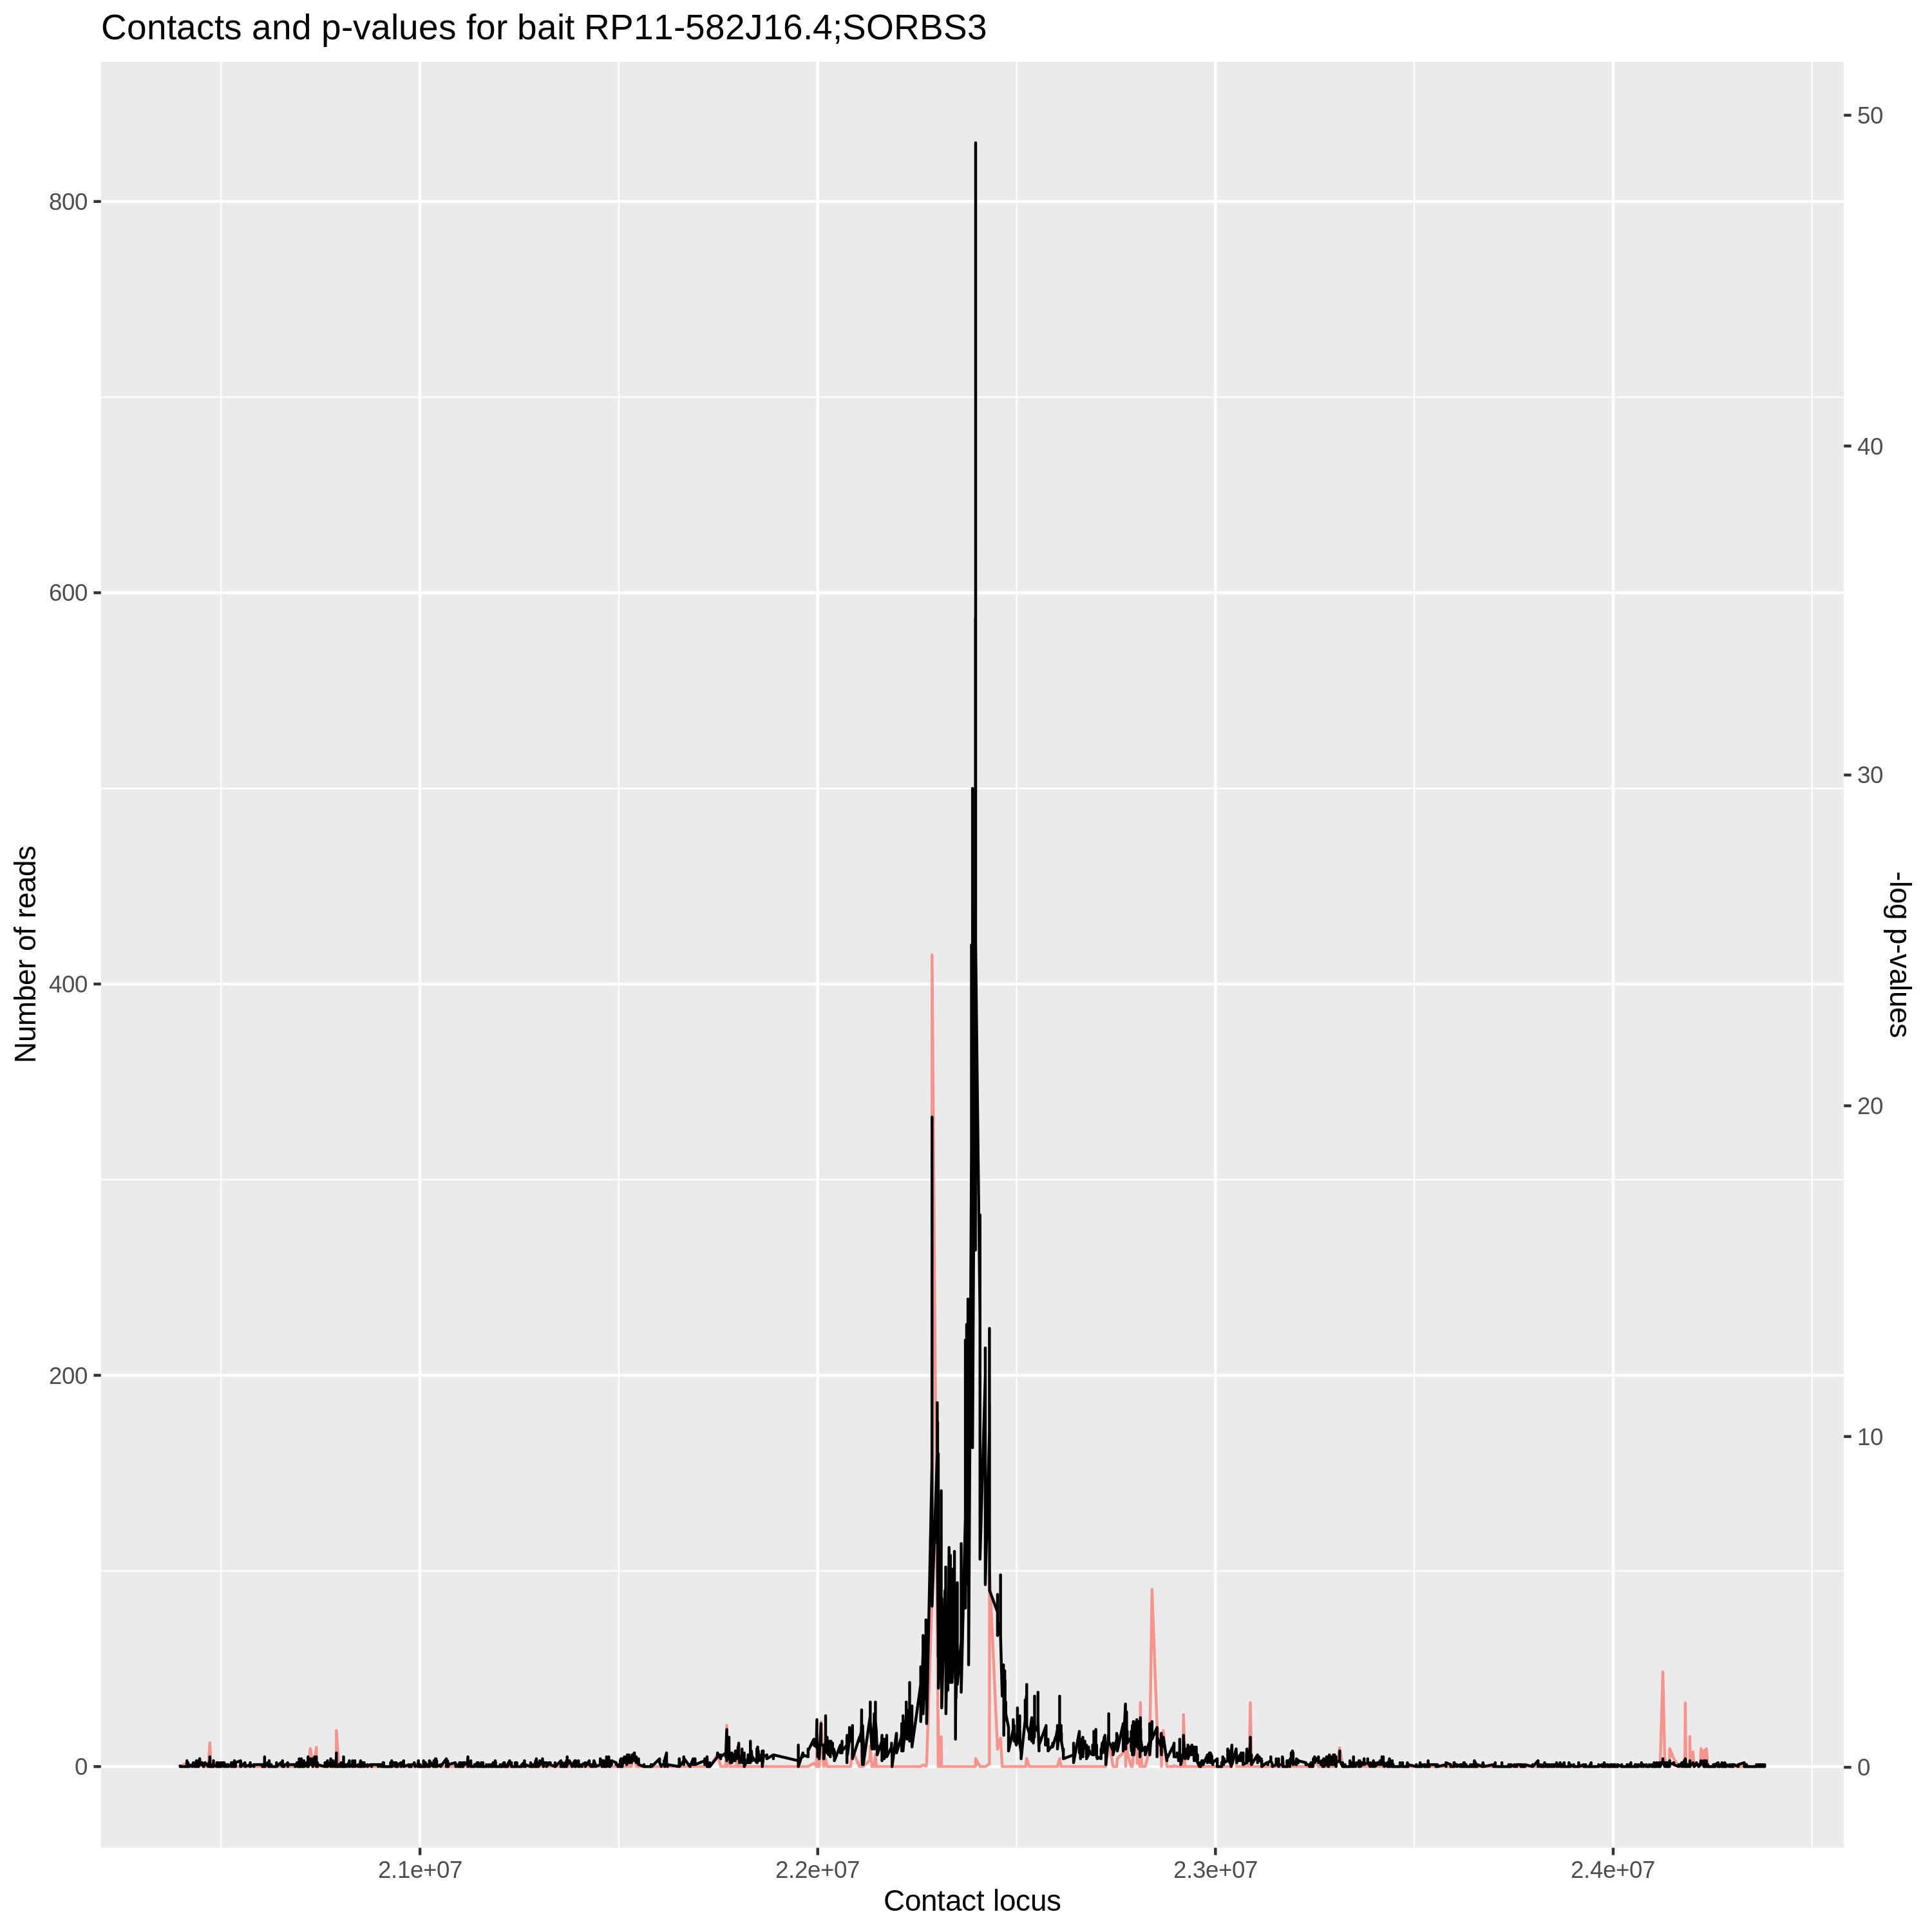 Contacts and p-values for bait RP11-582J16.4;SORBS3
800
600
400
200
0
Number of reads
50
40
30
20
10
0
-log p-values
2.1e+07 2.2e+07 2.3e+07 2.4e+07
Contact locus